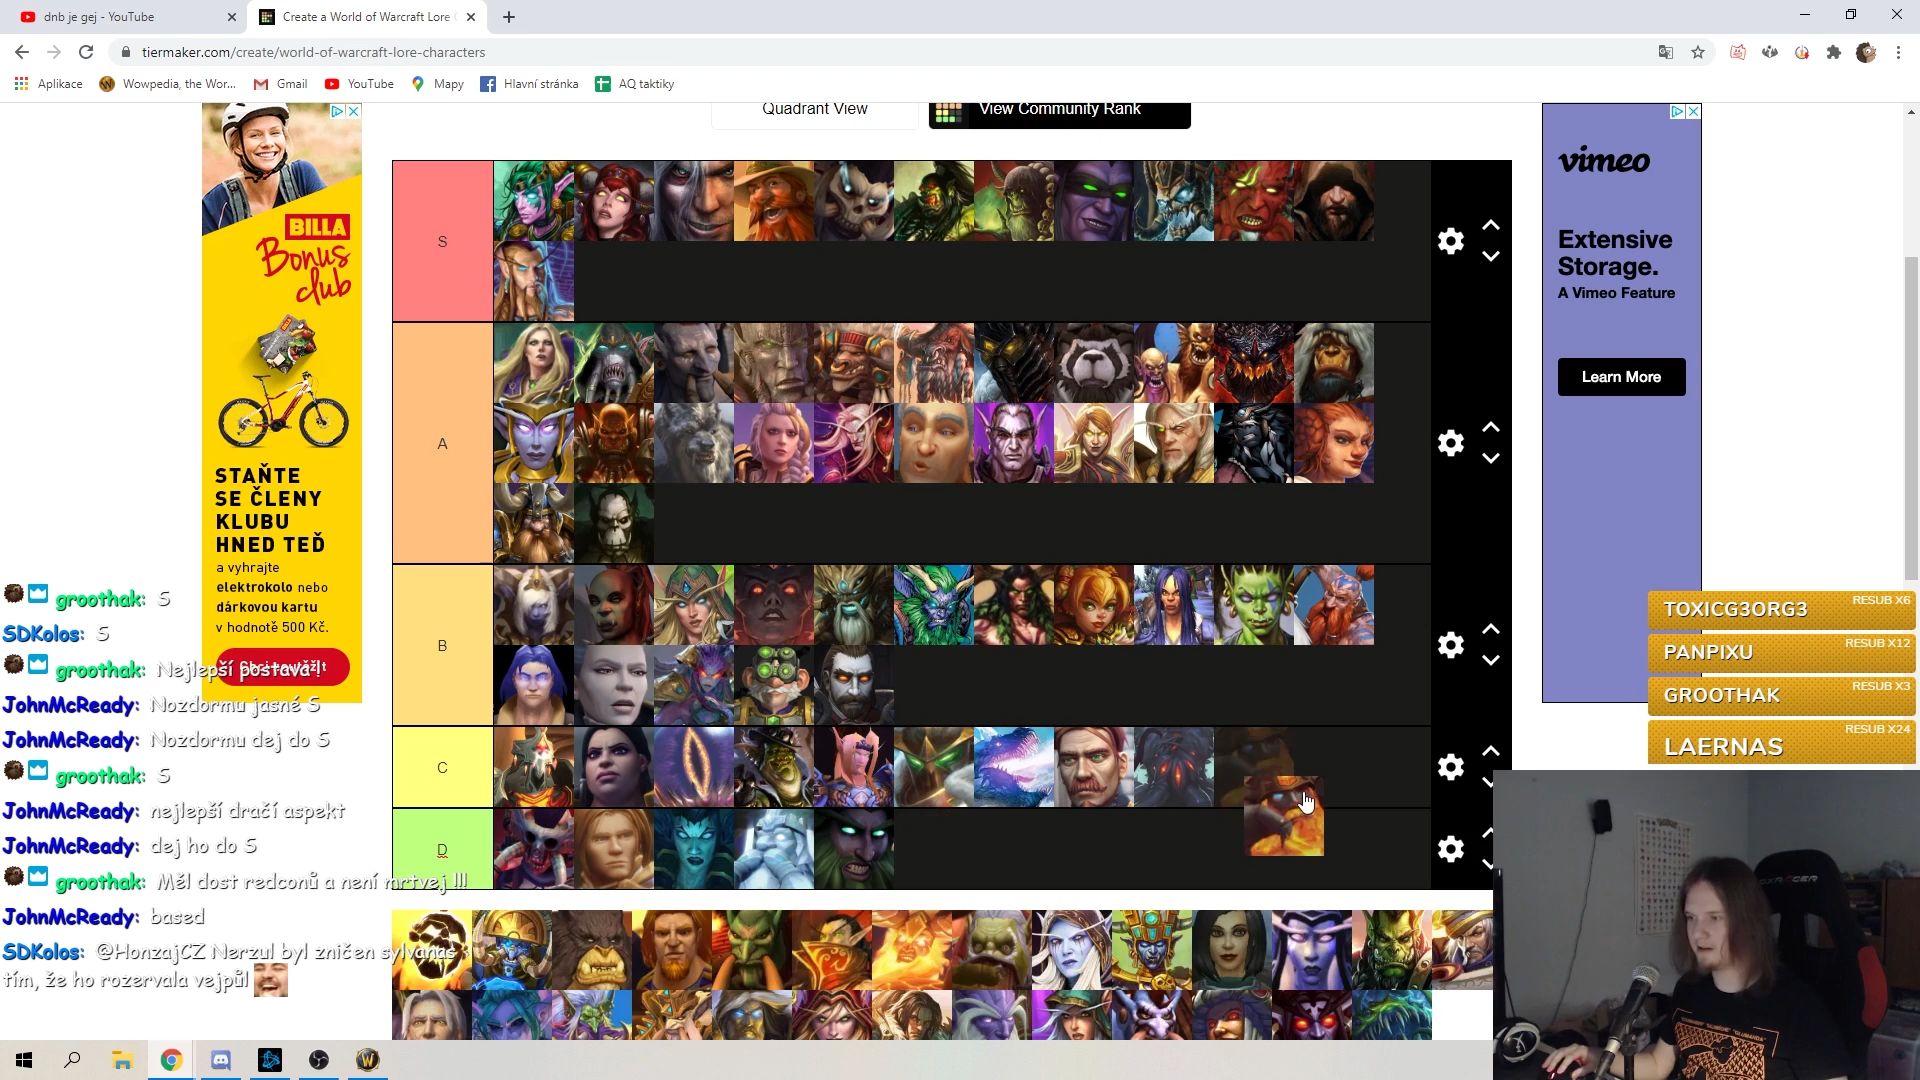 dnb je gej - YouTube
Create a World of Warcraft Lore
tiermaker.com/create/world-of-warcraft-lore-characters
Aplikace
Wowpedia, the Wor...
Gmail
YouTube
Mapy
Hlavní stránka
AQ taktiky
Quadrant View
View Community Rank
BILLA
Bonus
club
STAŇTE
SE ČLENY
KLUBU
HNED TEĎ
a vyhrajte
elektrokolo nebo
dárkovou kartu
v hodnotě 500 Kč.
S
A
B
C
D
vimeo
Extensive
Storage.
A Vimeo Feature
Learn More
groothak: S
SDKolos: S
groothak: Nejlepší postava!
JohnMcReady: Nozdormu jasné S
JohnMcReady: Nozdormu dej do S
groothak: S
JohnMcReady: nejlepší dračí aspekt
JohnMcReady: dej ho do S
groothak: Měl dost redconů a není mrtvej !!!
JohnMcReady: based
SDKolos: @HonzajCZ Nerzul byl zničen sylvanas
tím, že ho rozervala vejpůl
TOXICG3ORG3 RESUB X6
PANPIXU RESUB X12
GROOTHAK RESUB X3
LAERNAS RESUB X24